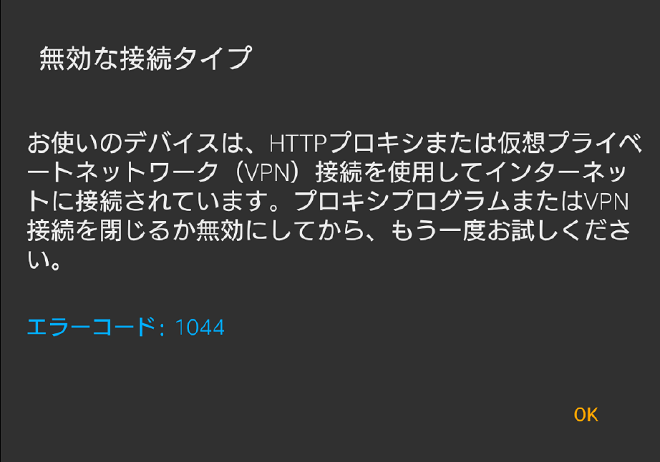 無効な接続タイプ
お使いのデバイスは、HTTPプロキシまたは仮想プライベ
ートネットワーク（VPN）接続を使用してインターネッ
トに接続されています。プロキシプログラムまたはVPN
接続を閉じるか無効にしてから、もう一度お試しくださ
い。
エラーコード: 1044
OK